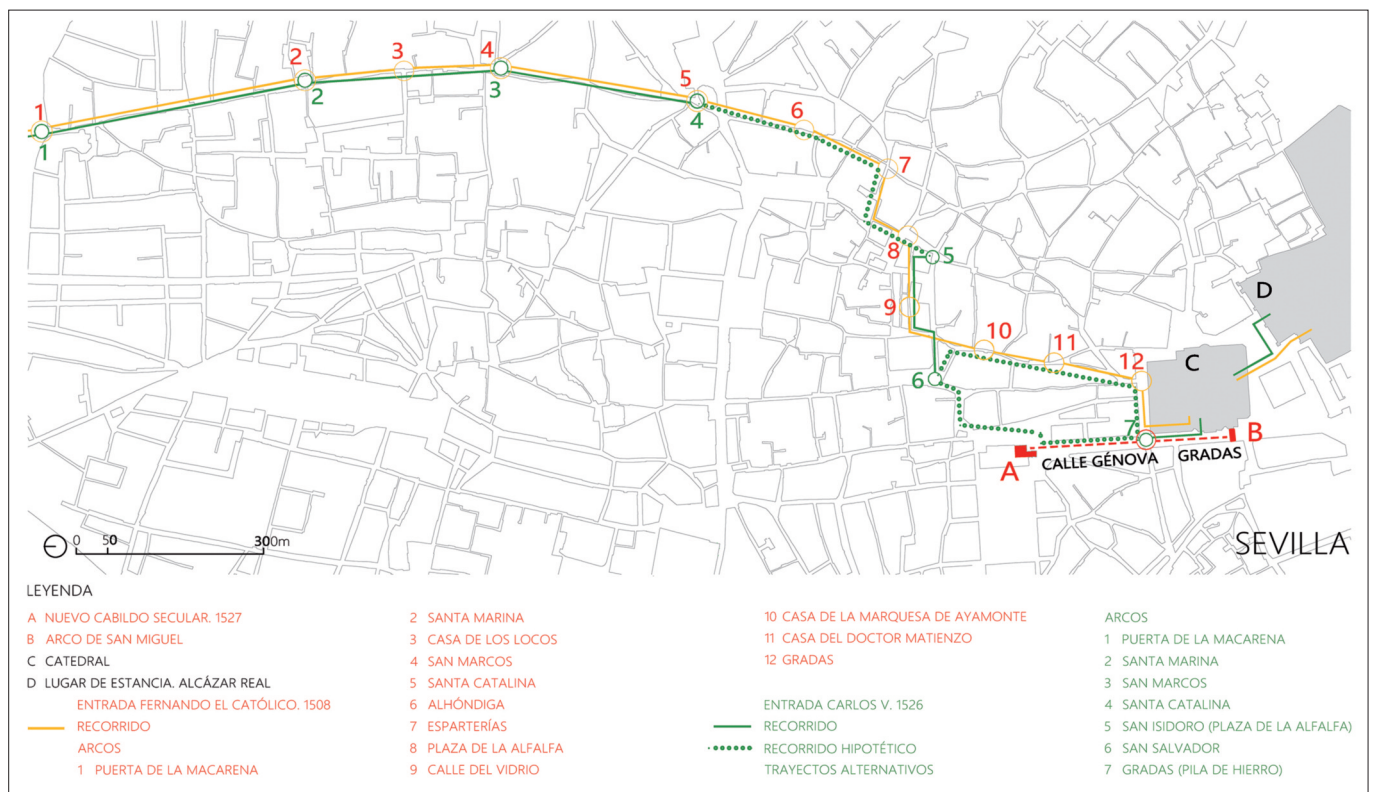 1
2
3
4
5
6
7
8
9
10
11
12
1
2
3
4
5
6
7
A
B
C
D
CALLE GÉNOVA
GRADAS
0 50 300m
SEVILLA
LEYENDA
A NUEVO CABILDO SECULAR. 1527
B ARCO DE SAN MIGUEL
C CATEDRAL
D LUGAR DE ESTANCIA. ALCÁZAR REAL
ENTRADA FERNANDO EL CATÓLICO. 1508
RECORRIDO
ARCOS
1 PUERTA DE LA MACARENA
2 SANTA MARINA
3 CASA DE LOS LOCOS
4 SAN MARCOS
5 SANTA CATALINA
6 ALHÓNDIGA
7 ESPARTERÍAS
8 PLAZA DE LA ALFALFA
9 CALLE DEL VIDRIO
10 CASA DE LA MARQUESA DE AYAMONTE
11 CASA DEL DOCTOR MATIENZO
12 GRADAS
ENTRADA CARLOS V. 1526
RECORRIDO
RECORRIDO HIPOTÉTICO
TRAYECTOS ALTERNATIVOS
ARCOS
1 PUERTA DE LA MACARENA
2 SANTA MARINA
3 SAN MARCOS
4 SANTA CATALINA
5 SAN ISIDORO (PLAZA DE LA ALFALFA)
6 SAN SALVADOR
7 GRADAS (PILA DE HIERRO)